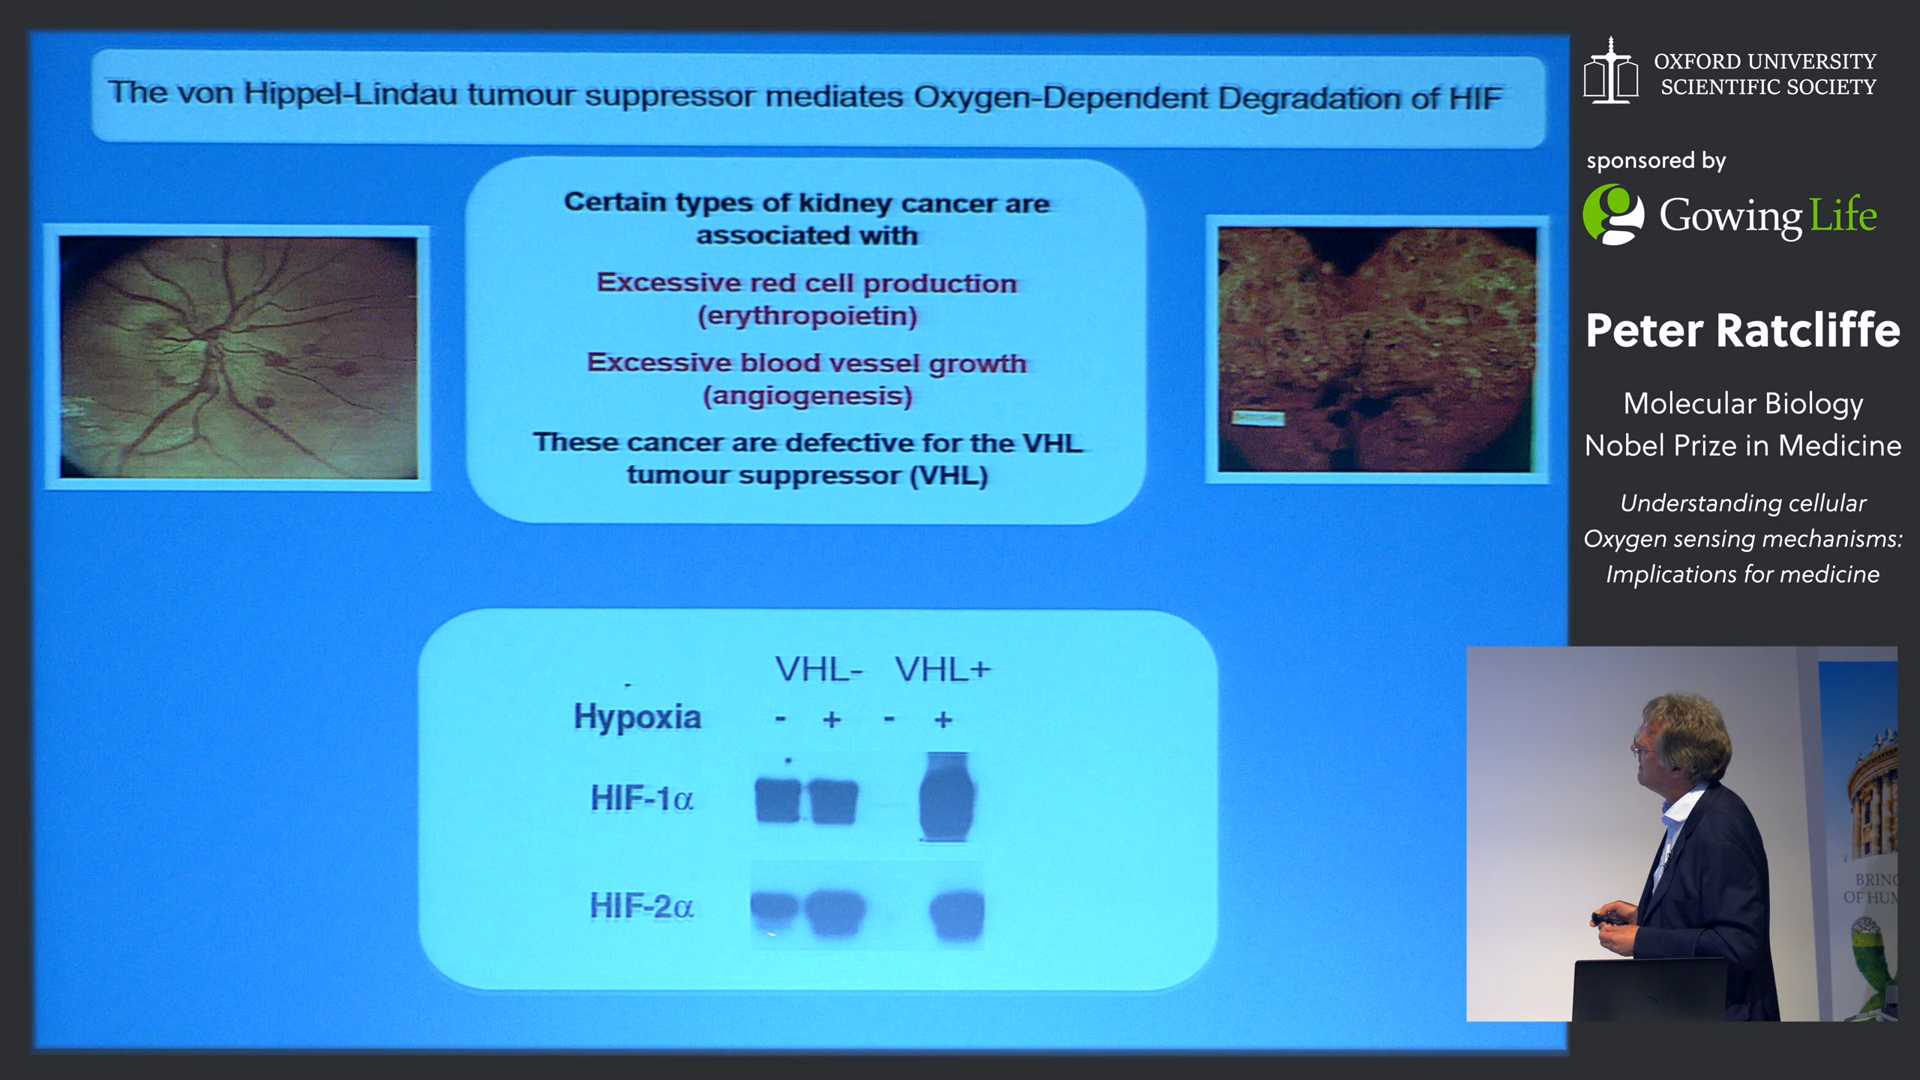 The von Hippel-Lindau tumour suppressor mediates Oxygen-Dependent Degradation of HIF
Certain types of kidney cancer are
associated with
Excessive red cell production
(erythropoietin)
Excessive blood vessel growth
(angiogenesis)
These cancer are defective for the VHL
tumour suppressor (VHL)
VHL- VHL+
Hypoxia - + - +
HIF-1α
HIF-2α
OXFORD UNIVERSITY
SCIENTIFIC SOCIETY
sponsored by
Gowing Life
Peter Ratcliffe
Molecular Biology
Nobel Prize in Medicine
Understanding cellular
Oxygen sensing mechanisms:
Implications for medicine
OF